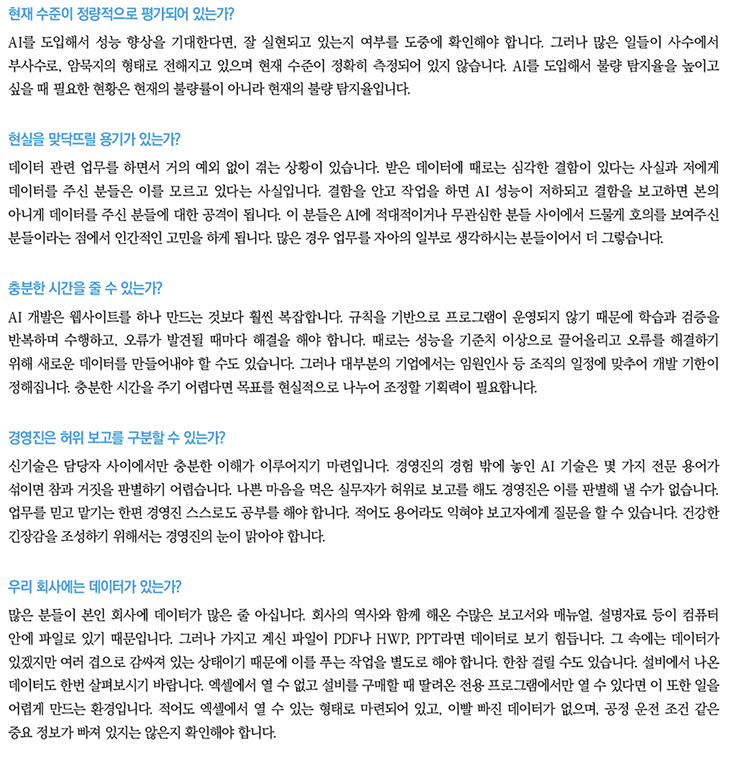 현재 수준이 정량적으로 평가되어 있는가?
AI를 도입해서 성능 향상을 기대한다면, 잘 실현되고 있는지 여부를 도중에 확인해야 합니다. 그러나 많은 일들이 사수에서
부사수로, 암묵지의 형태로 전해지고 있으며 현재 수준이 정확히 측정되어 있지 않습니다. AI를 도입해서 불량 탐지율을 높이고
싶을 때 필요한 현황은 현재의 불량률이 아니라 현재의 불량 탐지율입니다.
현실을 맞닥뜨릴 용기가 있는가?
데이터 관련 업무를 하면서 거의 예외 없이 겪는 상황이 있습니다. 받은 데이터에 때로는 심각한 결함이 있다는 사실과 저에게
데이터를 주신 분들은 이를 모르고 있다는 사실입니다. 결함을 안고 작업을 하면 AI 성능이 저하되고 결함을 보고하면 본의
아니게 데이터를 주신 분들에 대한 공격이 됩니다. 이 분들은 AI에 적대적이거나 무관심한 분들 사이에서 드물게 호의를 보여주신
분들이라는 점에서 인간적인 고민을 하게 됩니다. 많은 경우 업무를 자아의 일부로 생각하시는 분들이어서 더 그렇습니다.
충분한 시간을 줄 수 있는가?
AI 개발은 웹사이트를 하나 만드는 것보다 훨씬 복잡합니다. 규칙을 기반으로 프로그램이 운영되지 않기 때문에 학습과 검증을
반복하며 수행하고, 오류가 발견될 때마다 해결을 해야 합니다. 때로는 성능을 기준치 이상으로 끌어올리고 오류를 해결하기
위해 새로운 데이터를 만들어내야 할 수도 있습니다. 그러나 대부분의 기업에서는 임원인사 등 조직의 일정에 맞추어 개발 기한이
정해집니다. 충분한 시간을 주기 어렵다면 목표를 현실적으로 나누어 조정할 기획력이 필요합니다.
경영진은 허위 보고를 구분할 수 있는가?
신기술은 담당자 사이에서만 충분한 이해가 이루어지기 마련입니다. 경영진의 경험 밖에 놓인 AI 기술은 몇 가지 전문 용어가
섞이면 참과 거짓을 판별하기 어렵습니다. 나쁜 마음을 먹은 실무자가 허위로 보고를 해도 경영진은 이를 판별해 낼 수가 없습니다.
업무를 믿고 맡기는 한편 경영진 스스로도 공부를 해야 합니다. 적어도 용어라도 익혀야 보고자에게 질문을 할 수 있습니다. 건강한
긴장감을 조성하기 위해서는 경영진의 눈이 맑아야 합니다.
우리 회사에는 데이터가 있는가?
많은 분들이 본인 회사에 데이터가 많은 줄 아십니다. 회사의 역사와 함께 해온 수많은 보고서와 매뉴얼, 설명자료 등이 컴퓨터
안에 파일로 있기 때문입니다. 그러나 가지고 계신 파일이 PDF나 HWP, PPT라면 데이터로 보기 힘듭니다. 그 속에는 데이터가
있겠지만 여러 겹으로 감싸져 있는 상태이기 때문에 이를 푸는 작업을 별도로 해야 합니다. 한참 걸릴 수도 있습니다. 설비에서 나온
데이터도 한번 살펴보시기 바랍니다. 엑셀에서 열 수 없고 설비를 구매할 때 딸려온 전용 프로그램에서만 열 수 있다면 이 또한 일을
어렵게 만드는 환경입니다. 적어도 엑셀에서 열 수 있는 형태로 마련되어 있고, 이발 빠진 데이터가 없으며, 공정 운전 조건 같은
중요 정보가 빠져 있지는 않은지 확인해야 합니다.